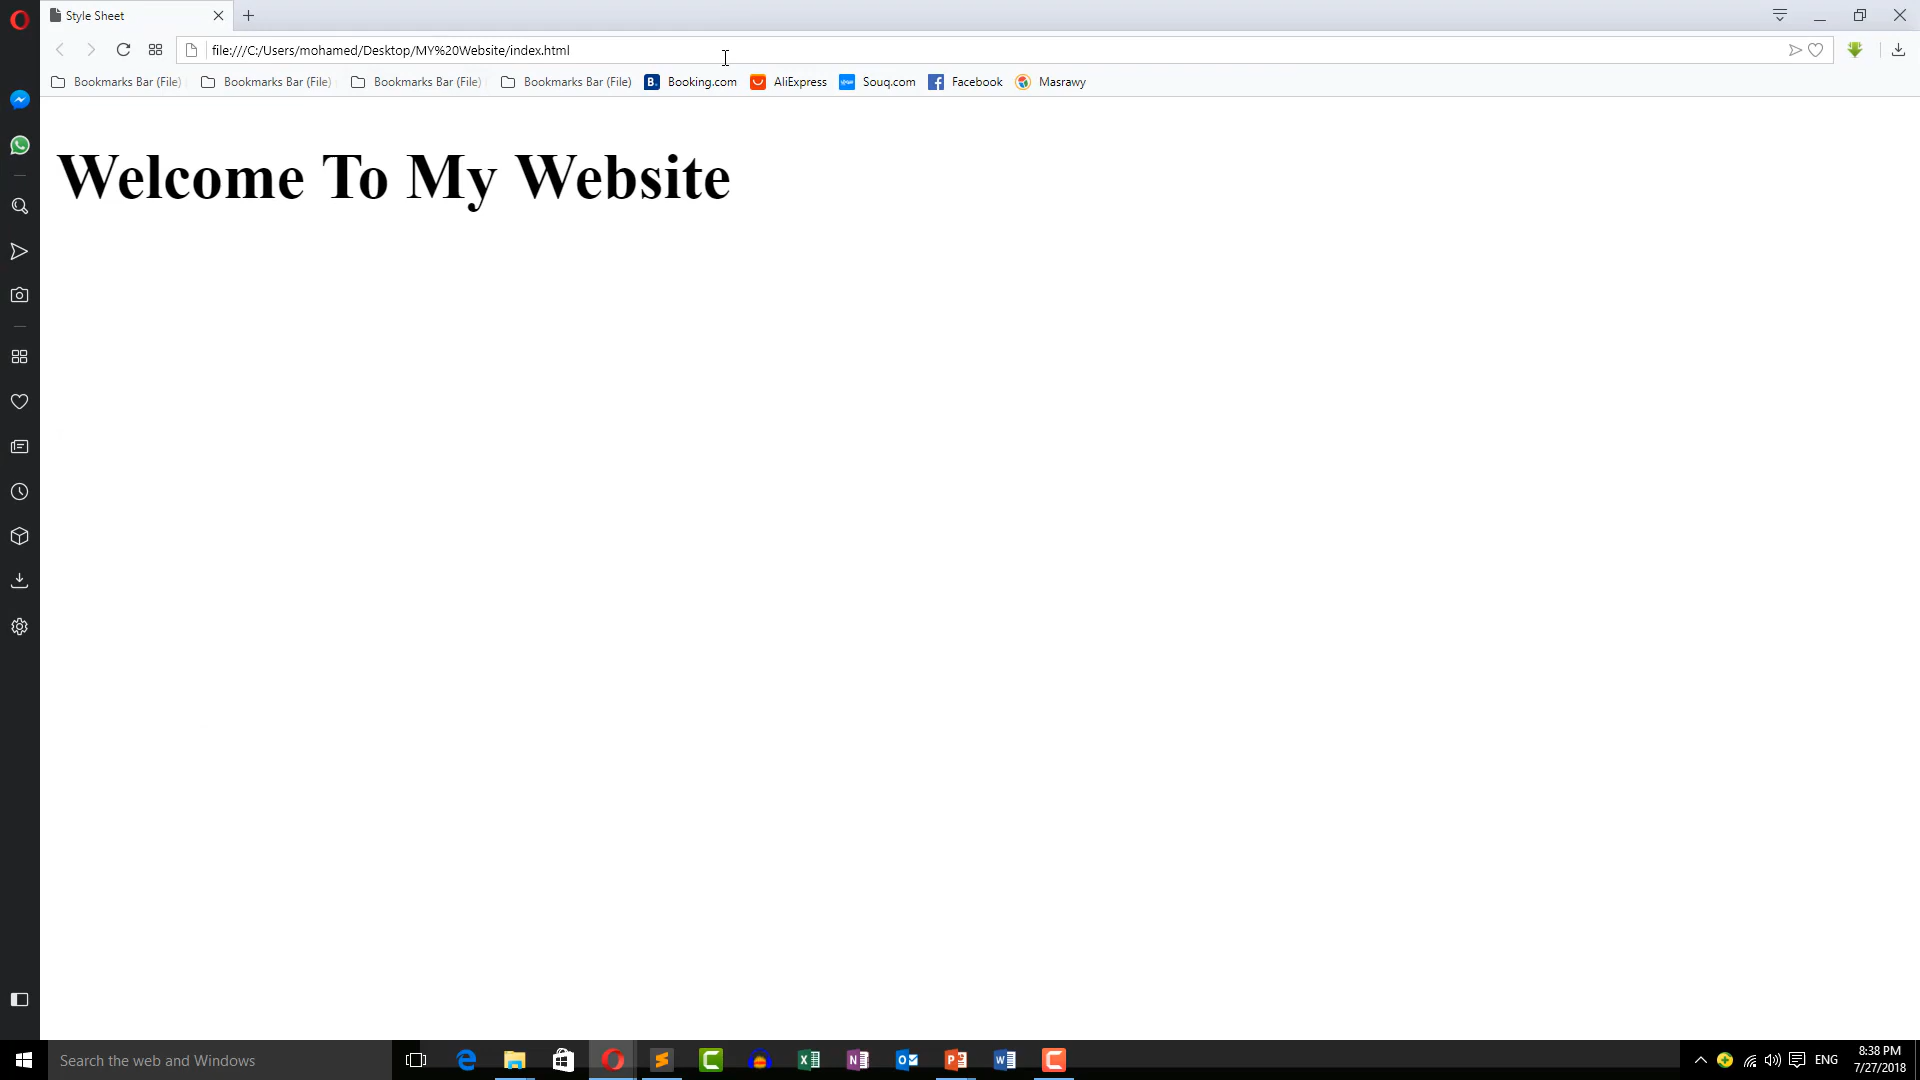 Style Sheet
file:///C:/Users/mohamed/Desktop/MY%20Website/index.html
Bookmarks Bar (File) Bookmarks Bar (File) Bookmarks Bar (File) Bookmarks Bar (File) B. Booking.com AliExpress Souq.com Facebook Masrawy
Welcome To My Website
Search the web and Windows
ENG
8:38 PM
7/27/2018